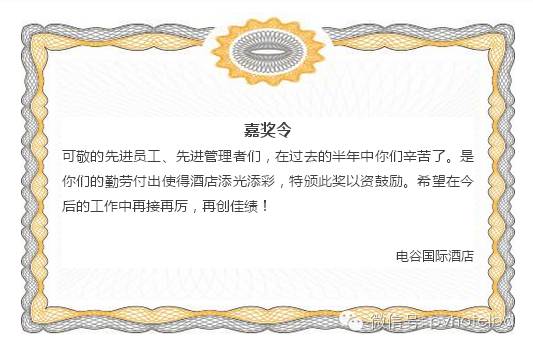 嘉奖令
可敬的先进员工、先进管理者们，在过去的半年中你们辛苦了。是
你们的勤劳付出使得酒店添光添彩，特颁此奖以资鼓励。希望在今
后的工作中再接再厉，再创佳绩！
电谷国际酒店
微信号: pvhotelbd